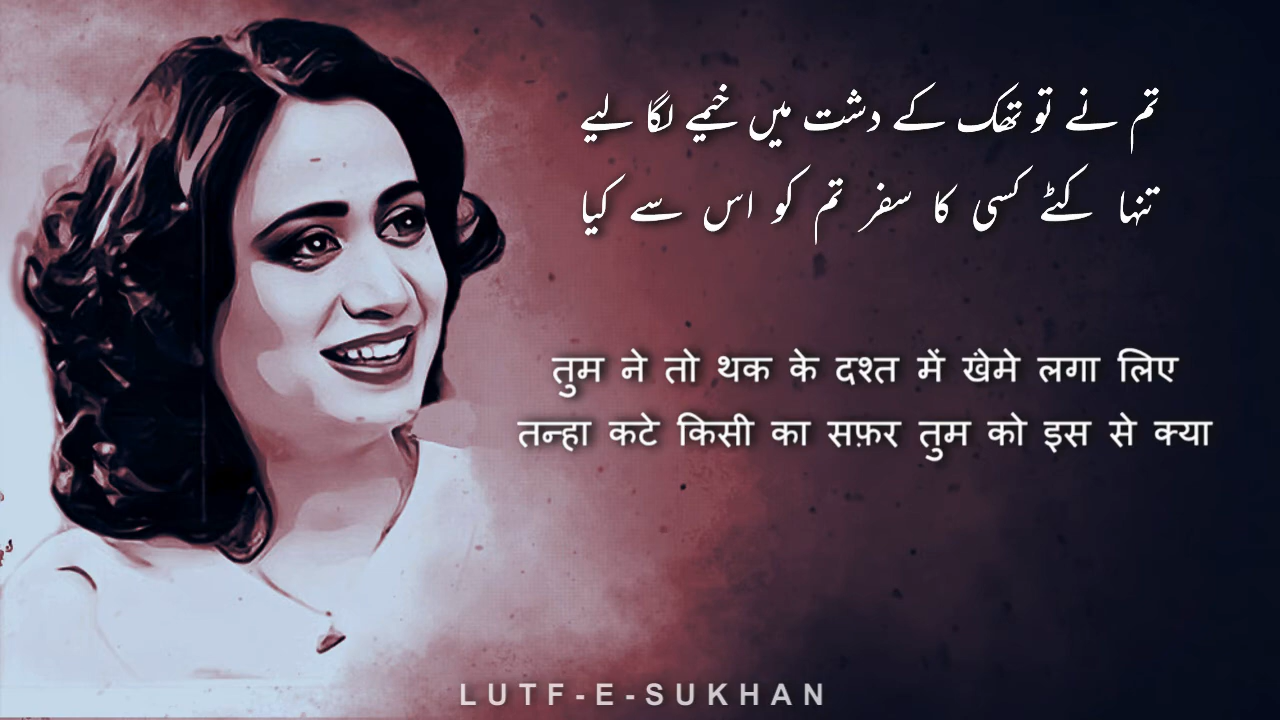 تم نے تو تھک کے دشت میں خیمے لگا لیے
تنہا کٹے کسی کا سفر تم کو اس سے کیا
तुम ने तो थक के दश्त में ख़ैमे लगा लिए
तन्हा कटे किसी का सफ़र तुम को इस से क्या
LUTF-E-SUKHAN